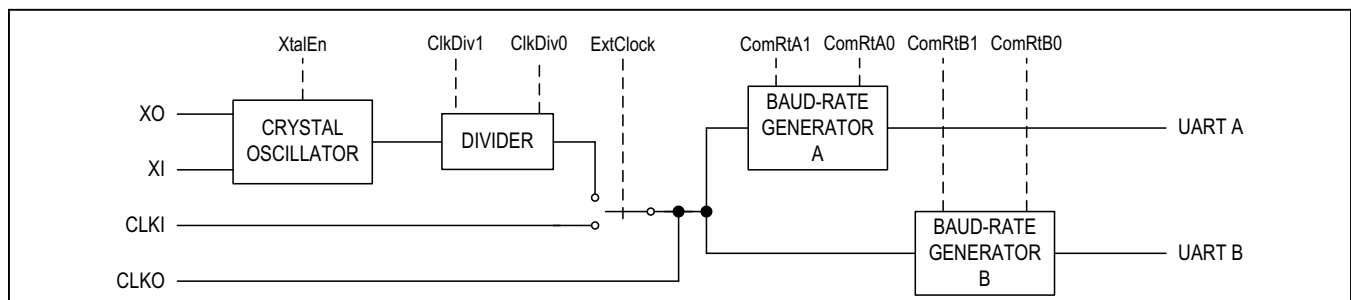 XtalEn
ClkDiv1
ClkDiv0
ExtClock
ComRtA1
ComRtA0
ComRtB1
ComRtB0
XO
XI
CRYSTAL
OSCILLATOR
DIVIDER
BAUD-RATE
GENERATOR
A
UART A
CLKI
BAUD-RATE
GENERATOR
B
UART B
CLKO